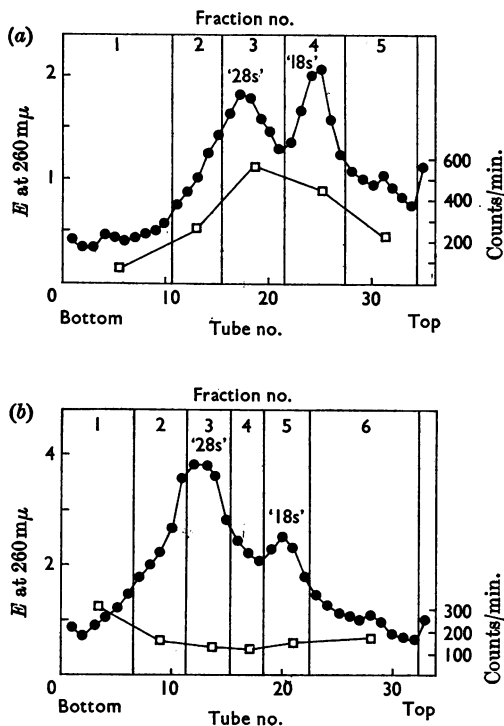 Fraction no.
(a)
1 2 3 4 5
'28s' '18s'
E at 260 mμ
2
1
0
600
400
200
Counts/min.
10 20 30
Bottom Tube no. Top
Fraction no.
(b)
1 2 3 4 5 6
'28s'
'18s'
E at 260 mμ
4
2
0
300
200
100
Counts/min.
10 20 30
Bottom Tube no. Top